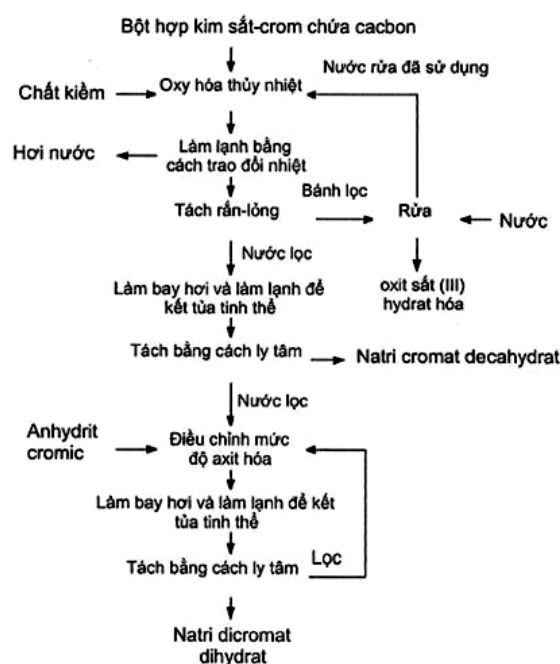 Bột hợp kim sắt-crom chứa cacbon
Nước rửa đã sử dụng
Chất kiềm
Oxy hóa thủy nhiệt
Hơi nước
Làm lạnh bằng
cách trao đổi nhiệt
Bánh lọc
Tách rắn-lỏng
Rửa
Nước
Nước lọc
oxit sắt (III)
hydrat hóa
Làm bay hơi và làm lạnh để
kết tủa tinh thể
Tách bằng cách ly tâm
Natri cromat decahydrat
Nước lọc
Anhydrit
cromic
Điều chỉnh mức
độ axit hóa
Làm bay hơi và làm lạnh để kết
tủa tinh thể
Tách bằng cách ly tâm
Lọc
Natri dicromat
dihydrat